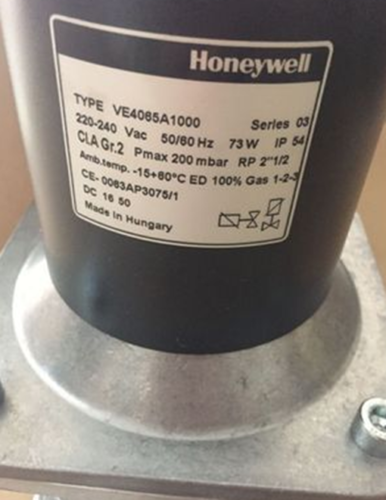 Honeywell
TYPE VE4065A1000 Series 03
220-240 Vac 50/60 Hz 73 W IP 54
Cl.A Gr.2 Pmax 200 mbar RP 2"1/2
Amb.temp. -15+60°C ED 100% Gas 1-2-3
CE- 0063AP3075/1
DC 16 50
Made in Hungary